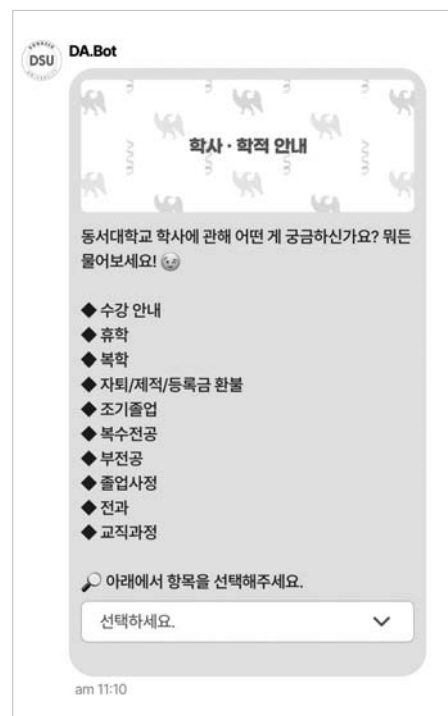 DSU
DA.Bot
학사 · 학적 안내
동서대학교 학사에 관해 어떤 게 궁금하신가요? 뭐든
물어보세요! 😉
◆ 수강 안내
◆ 휴학
◆ 복학
◆ 자퇴/제적/등록금 환불
◆ 조기졸업
◆ 복수전공
◆ 부전공
◆ 졸업사정
◆ 전과
◆ 교직과정
🔎 아래에서 항목을 선택해주세요.
선택하세요.
am 11:10